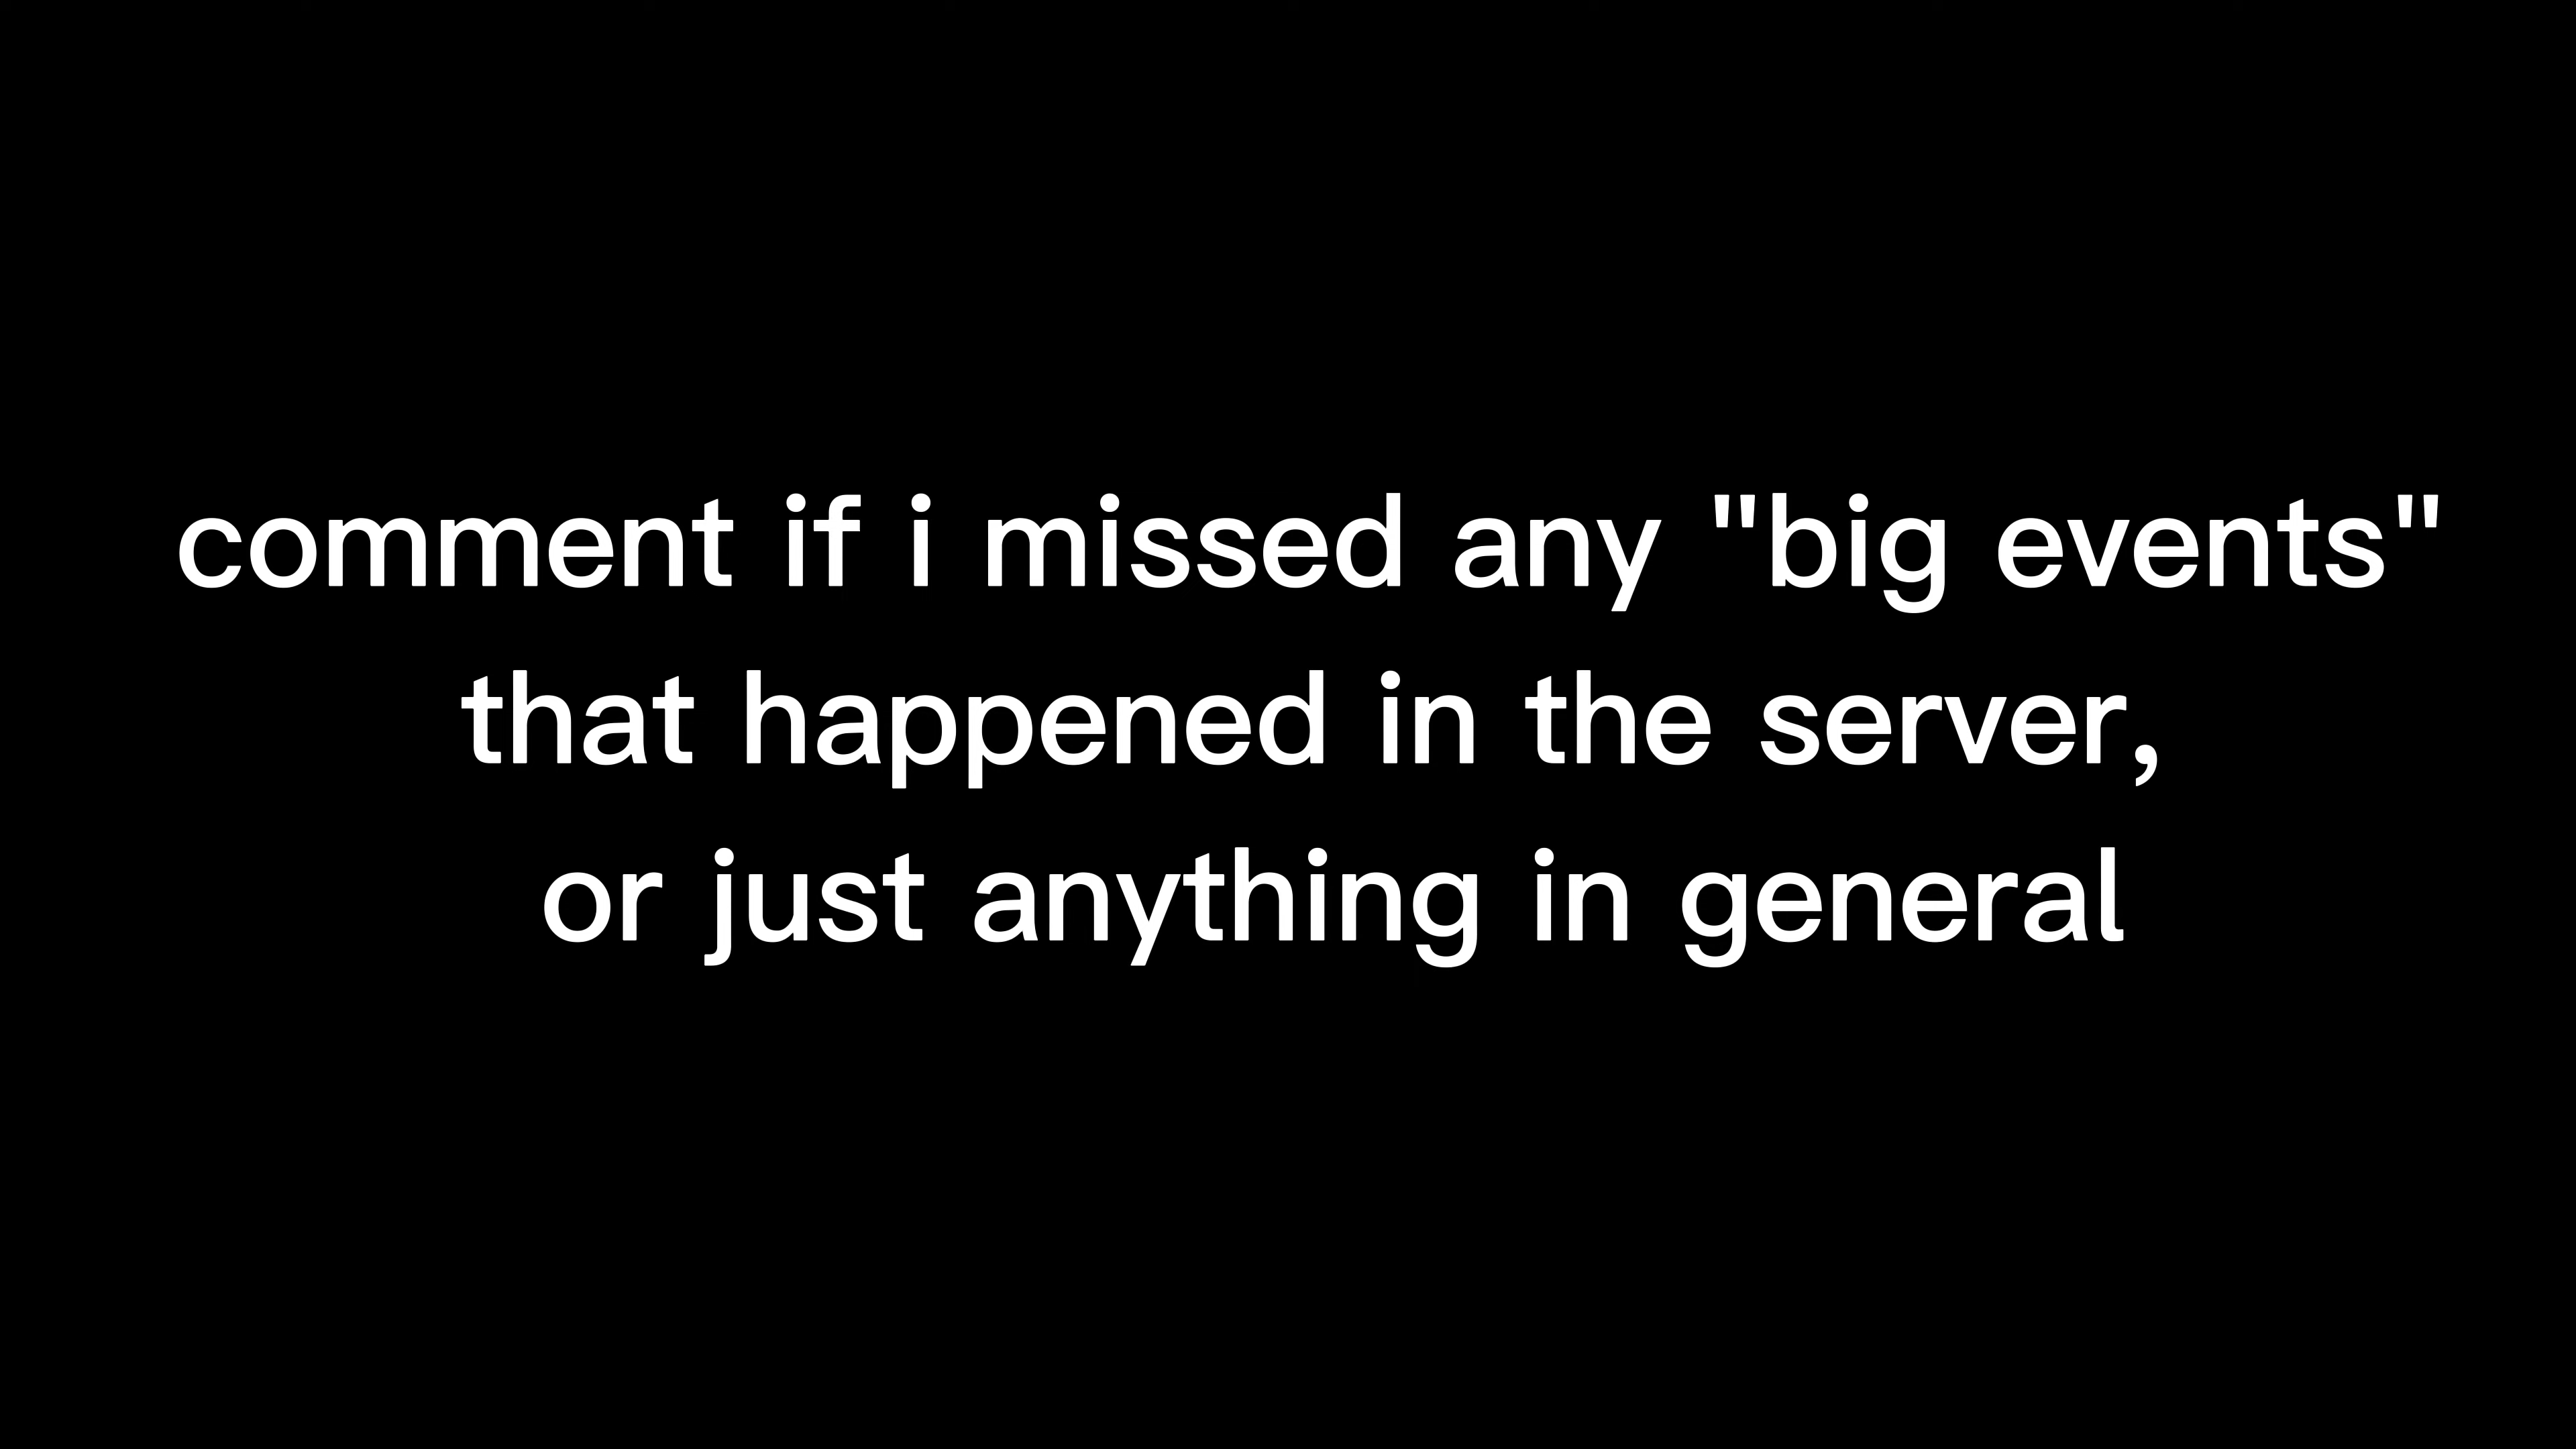 comment if i missed any "big events"
that happened in the server,
or just anything in general